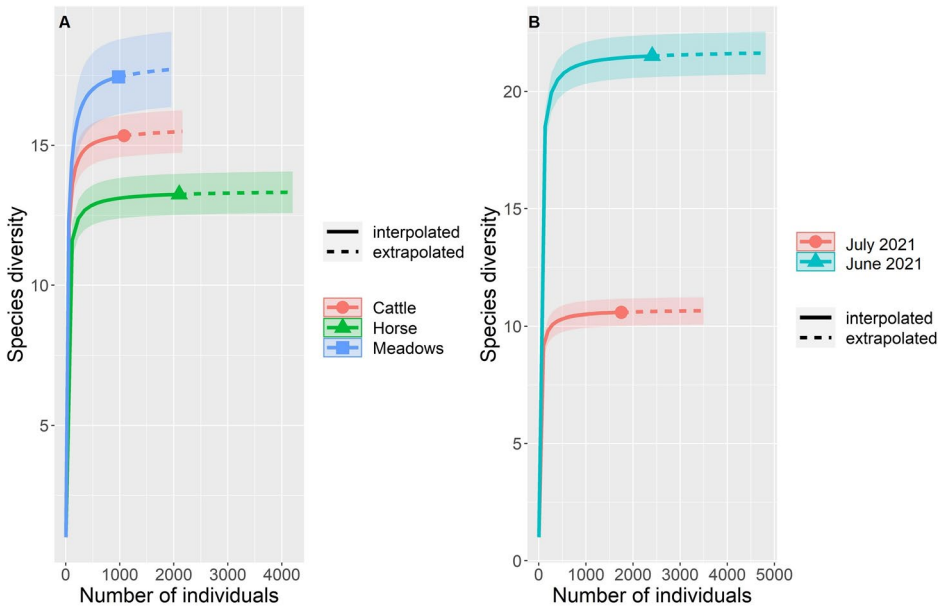 A
Species diversity
15
10
5
0
1000
2000
3000
4000
Number of individuals
interpolated
extrapolated
Cattle
Horse
Meadows
B
Species diversity
20
15
10
5
0
0
1000
2000
3000
4000
5000
Number of individuals
July 2021
June 2021
interpolated
extrapolated